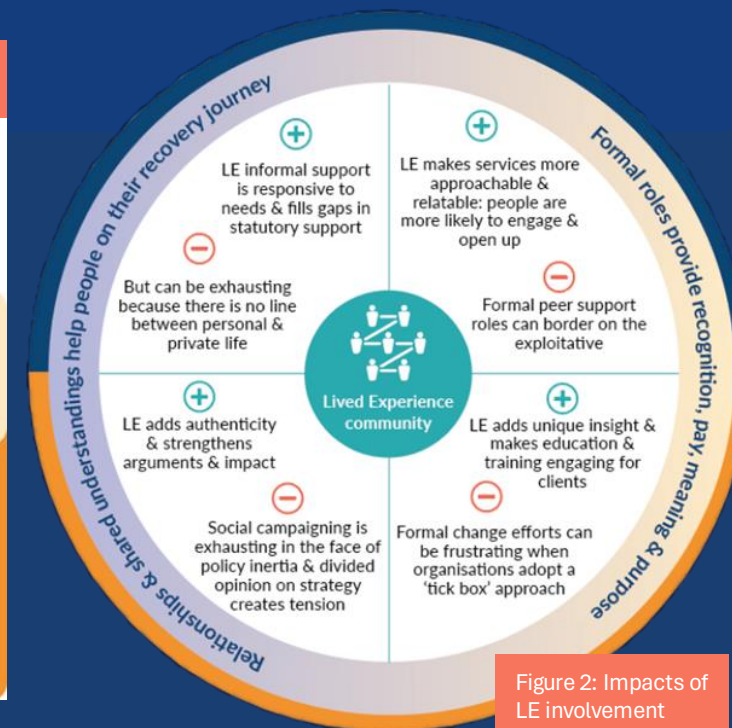 Relationships & shared understandings help people on their recovery journey
Formal roles provide recognition, pay, meaning & purpose
LE informal support
is responsive to
needs & fills gaps in
statutory support
But can be exhausting
because there is no line
between personal &
private life
LE makes services more
approachable &
relatable: people are
more likely to engage &
open up
Formal peer support
roles can border on the
exploitative
Lived Experience
community
LE adds authenticity
& strengthens
arguments & impact
Social campaigning is
exhausting in the face of
policy inertia & divided
opinion on strategy
creates tension
LE adds unique insight &
makes education &
training engaging for
clients
Formal change efforts can
be frustrating when
organisations adopt a
‘tick box’ approach
Figure 2: Impacts of
LE involvement